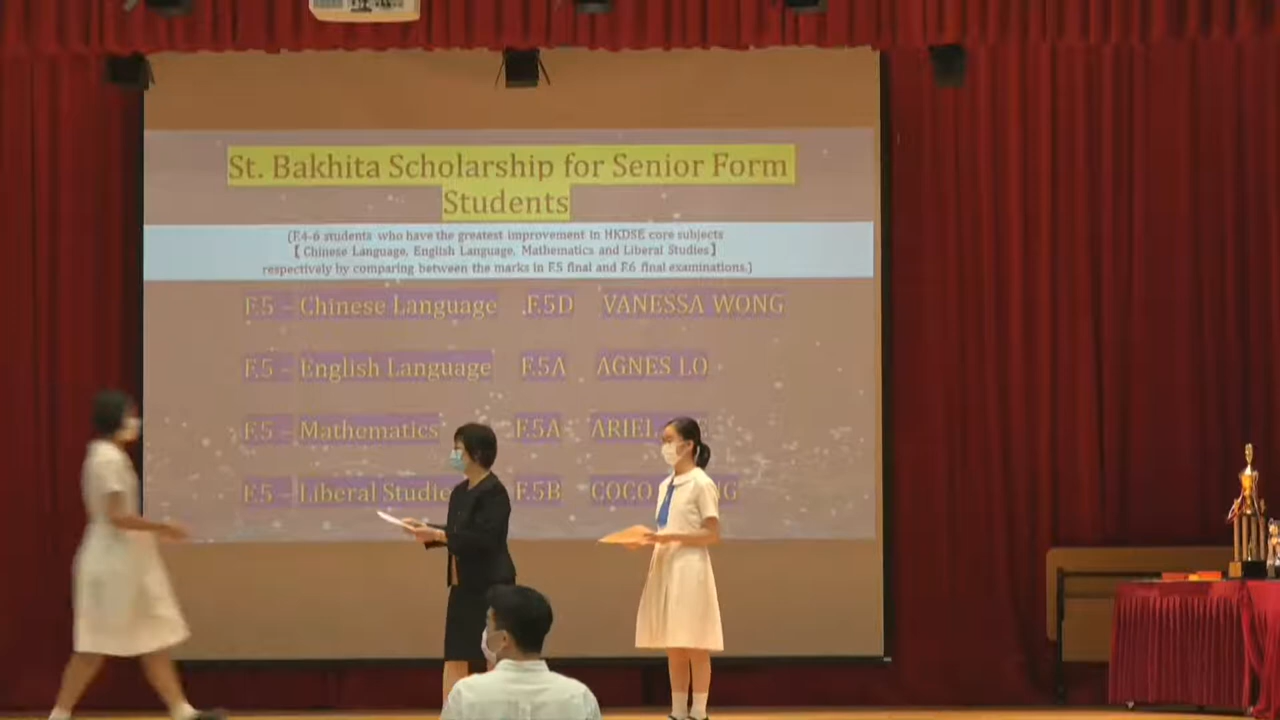 St. Bakhita Scholarship for Senior Form
Students
(F.4-6 students who have the greatest improvement in HKDSE core subjects
【Chinese Language, English Language, Mathematics and Liberal Studies】
respectively by comparing between the marks in F.5 final and F.6 final examinations.)
F.5 – Chinese Language F.5D VANESSA WONG
F.5 – English Language F.5A AGNES LO
F.5 – Mathematics F.5A ARIEL
F.5 – Liberal F.5B COCO